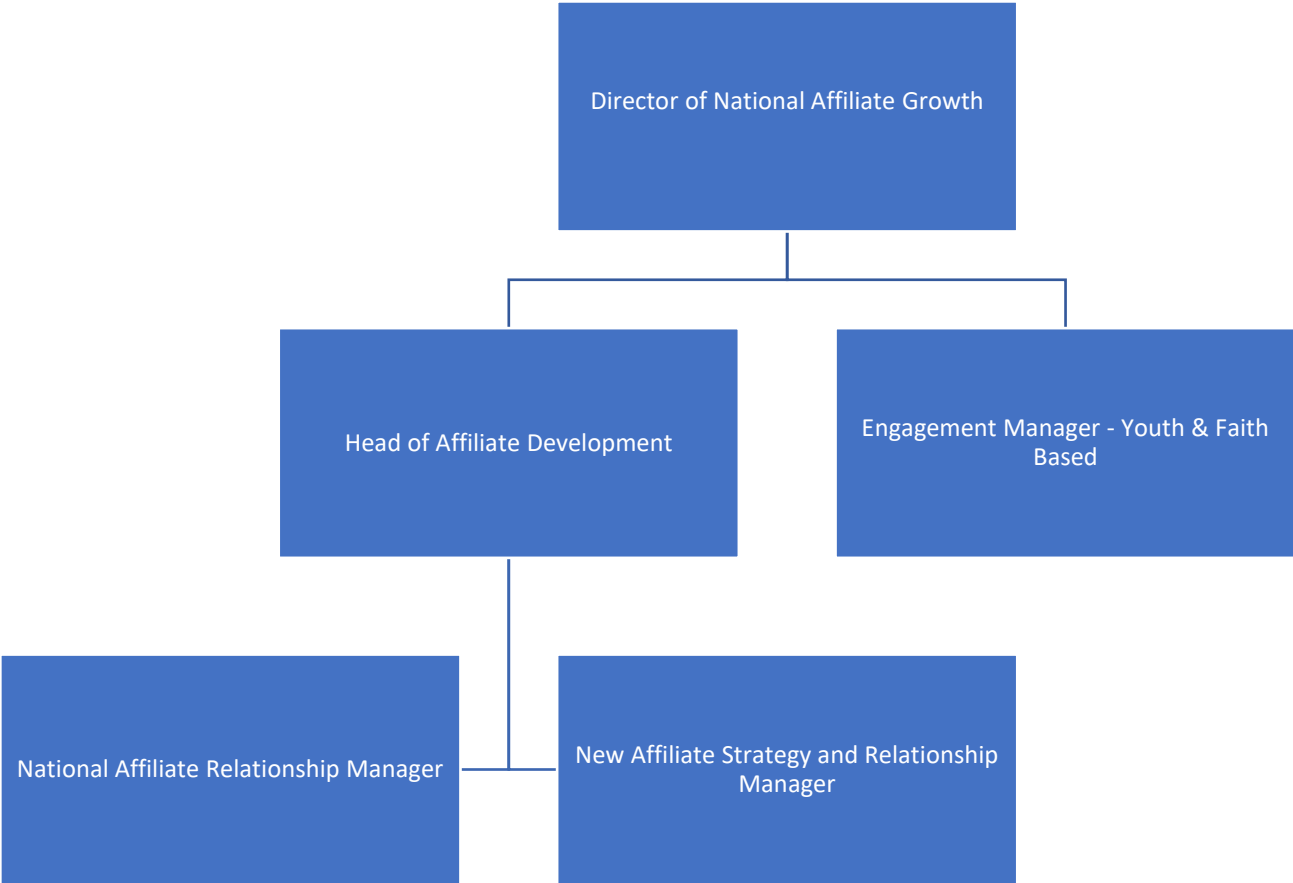 Director of National Affiliate Growth
Head of Affiliate Development
Engagement Manager - Youth & Faith
Based
National Affiliate Relationship Manager
New Affiliate Strategy and Relationship
Manager